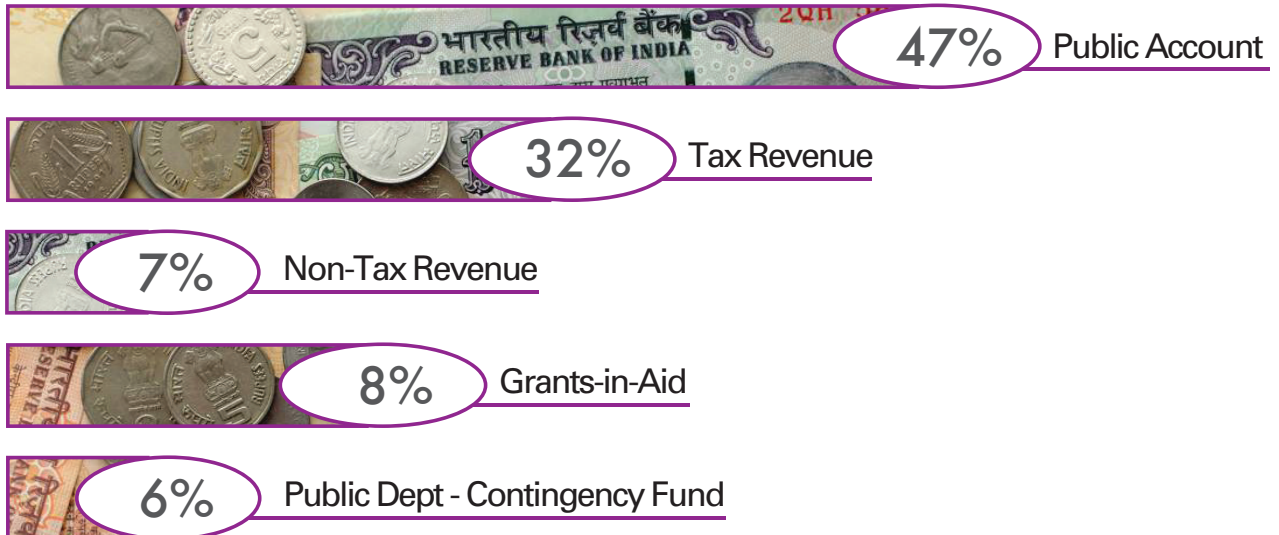 भारतीय रिज़र्व बैंक
RESERVE BANK OF INDIA
47% Public Account
32% Tax Revenue
7% Non-Tax Revenue
8% Grants-in-Aid
6% Public Dept - Contingency Fund